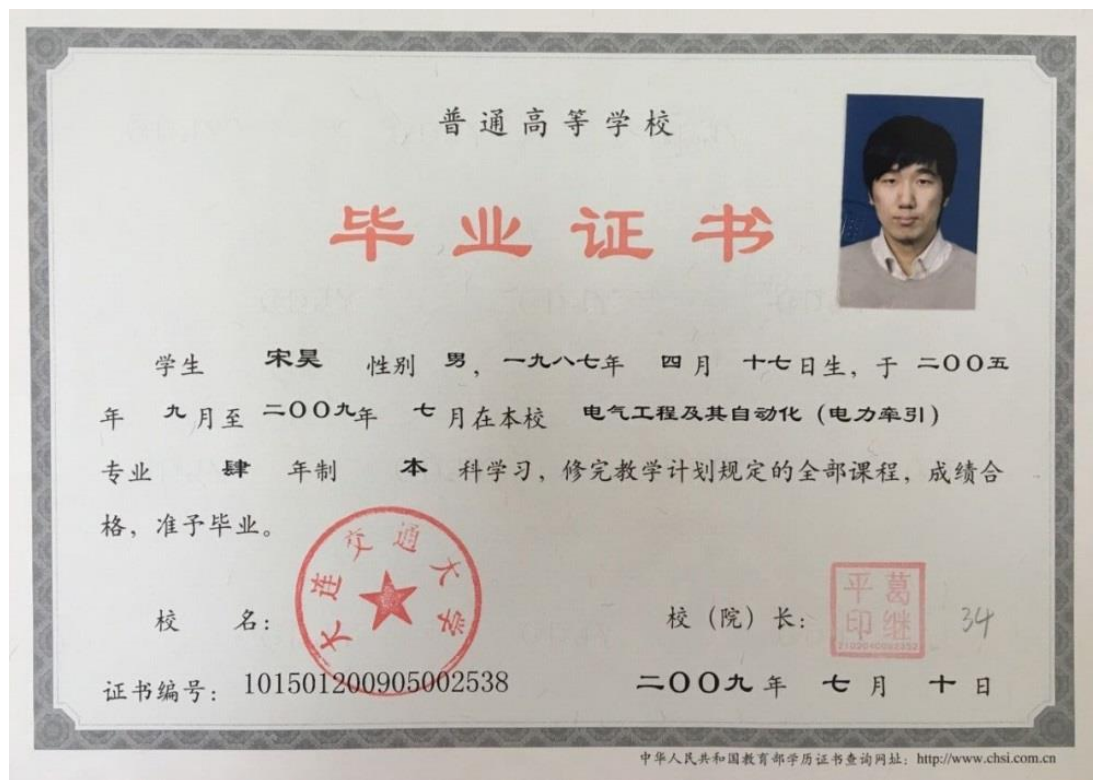 普通高等学校
毕业证书
学生 宋昊 性别 男，一九八七年 四月 十七日生，于 二〇〇五
年 九月至 二〇〇九年 七月在本校 电气工程及其自动化（电力牵引）
专业 肆 年制 本 科学习，修完教学计划规定的全部课程，成绩合
格，准予毕业。
大连交通大学
校 名：
校（院）长：
葛继平印
34
证书编号：101501200905002538
二〇〇九年 七月 十日
中华人民共和国教育部学历证书查询网址：http://www.chsi.com.cn